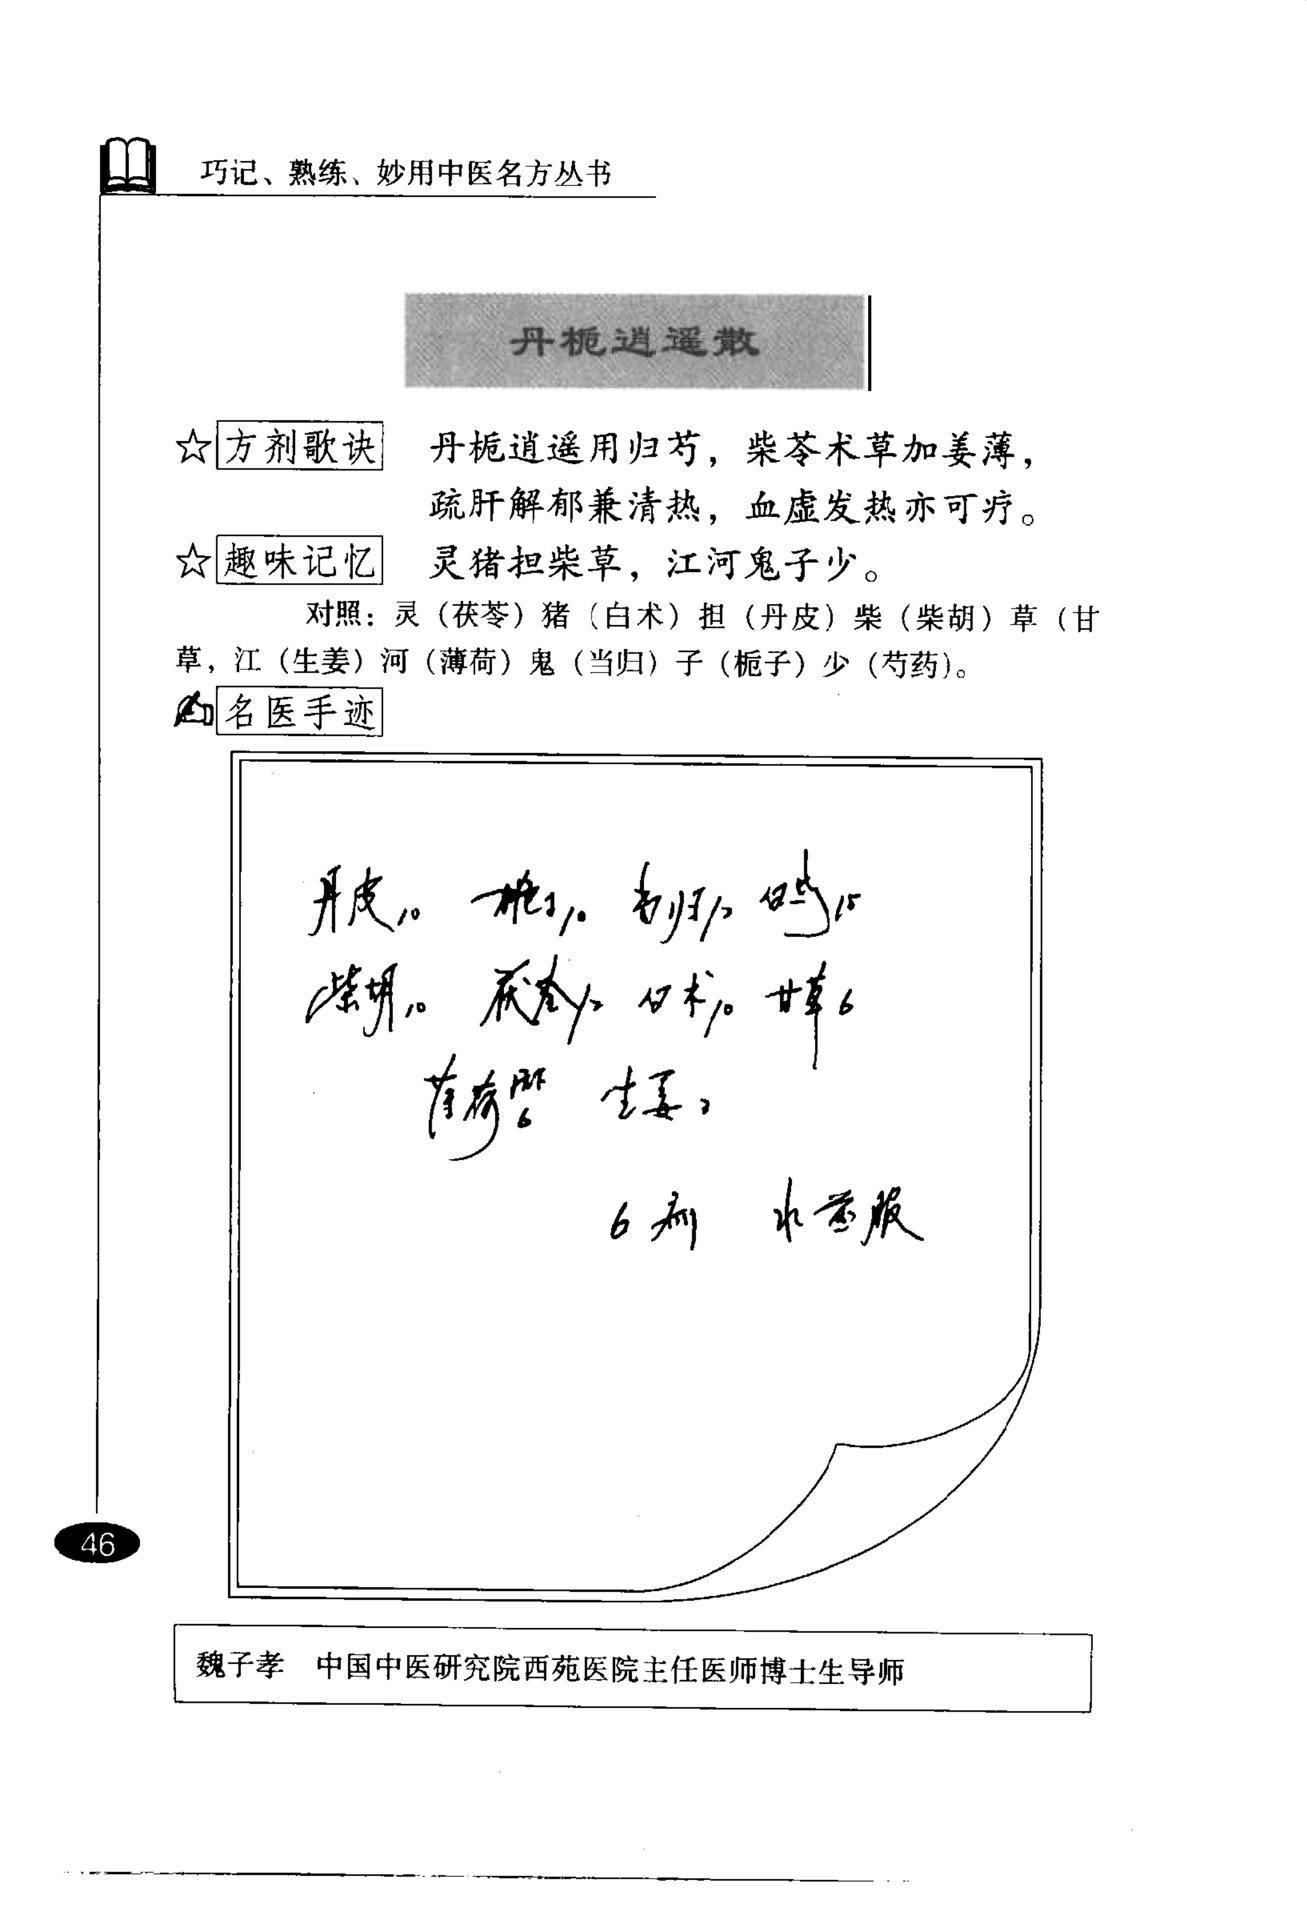 巧记、熟练、妙用中医名方丛书
丹栀逍遥散
☆方剂歌诀 丹栀逍遥用归芍，柴苓术草加姜薄，
疏肝解郁兼清热，血虚发热亦可疗。
☆趣味记忆 灵猪担柴草，江河鬼子少。
对照：灵（茯苓）猪（白术）担（丹皮）柴（柴胡）草（甘
草，江（生姜）河（薄荷）鬼（当归）子（栀子）少（芍药）。
名医手迹
丹皮10 栀子10 当归12 白芍15
柴胡10 茯苓12 白术10 甘草6
薄荷 6 生姜3
6剂 水煎服
46
魏子孝 中国中医研究院西苑医院主任医师博士生导师